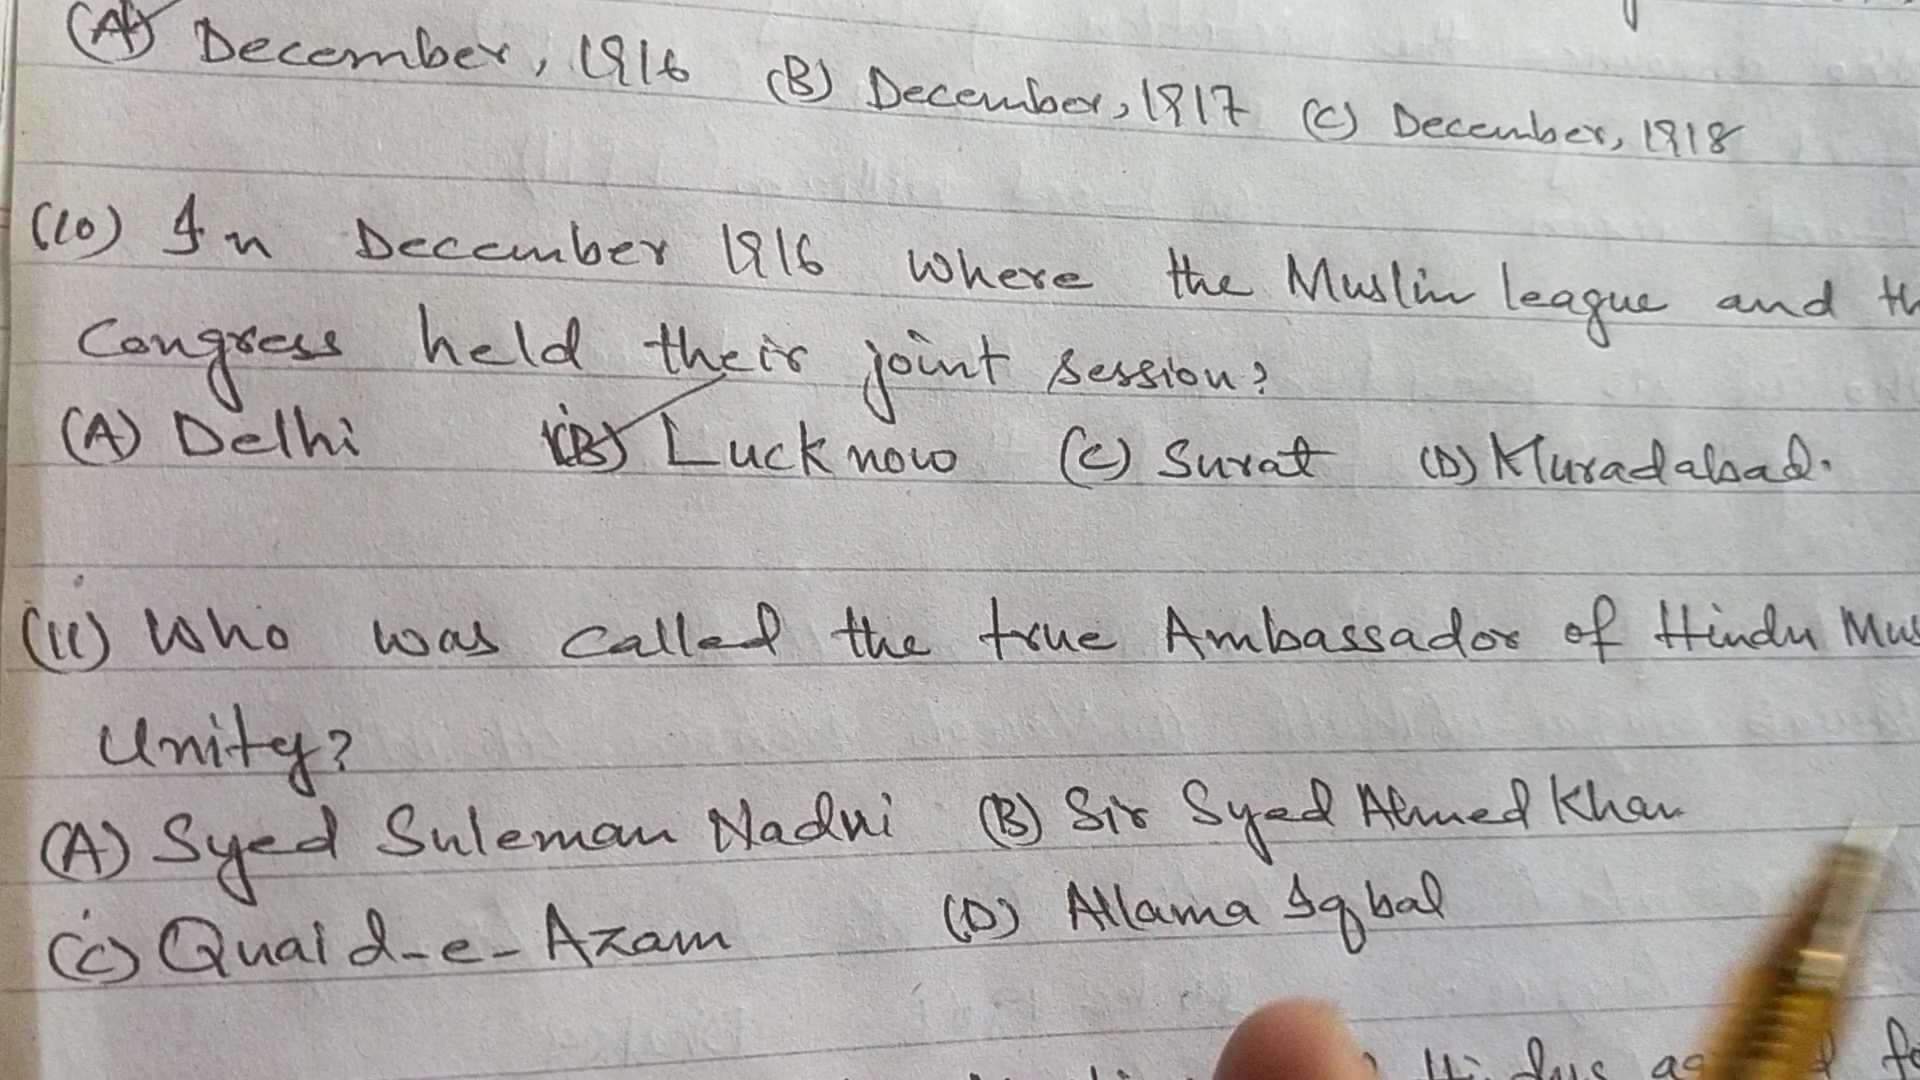 (A) December, 1916 (B) December, 1917 (C) December, 1918
(10) In December 1916 where the Muslim league and th
Congress held their joint session?
(A) Delhi (B) Lucknow (C) Surat (D) Muradabad.
(11) Who was called the true Ambassador of Hindu Mus
Unity?
(A) Syed Suleman Nadvi (B) Sir Syed Ahmed Khan
(C) Quaid-e-Azam (D) Allama Iqbal
Hindus